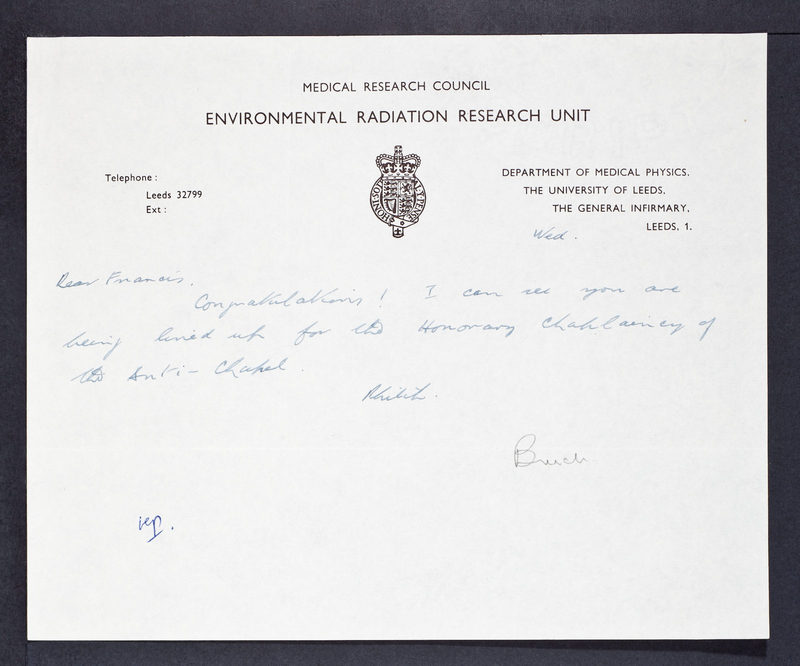 MEDICAL RESEARCH COUNCIL
ENVIRONMENTAL RADIATION RESEARCH UNIT
Telephone :
Leeds 32799
Ext :
DEPARTMENT OF MEDICAL PHYSICS,
THE UNIVERSITY OF LEEDS,
THE GENERAL INFIRMARY,
LEEDS, 1.
Wed.
Dear Francis.
Congratulations! I can see you are
being lined up for the Honorary Chaplaincy of
the Anti-Chapel.
Philip.